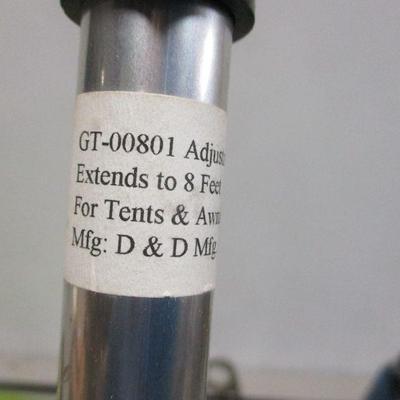 GT-00801 Adjus
Extends to 8 Feet
For Tents & Awn
Mfg: D & D Mfg.